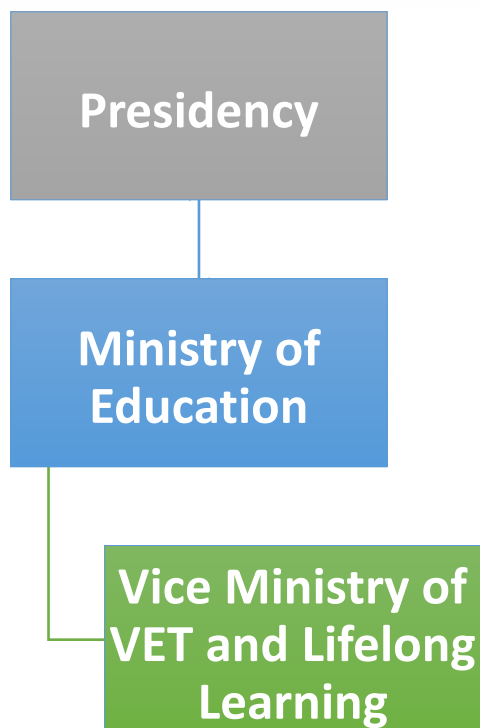 Presidency
Ministry of
Education
Vice Ministry of
VET and Lifelong
Learning